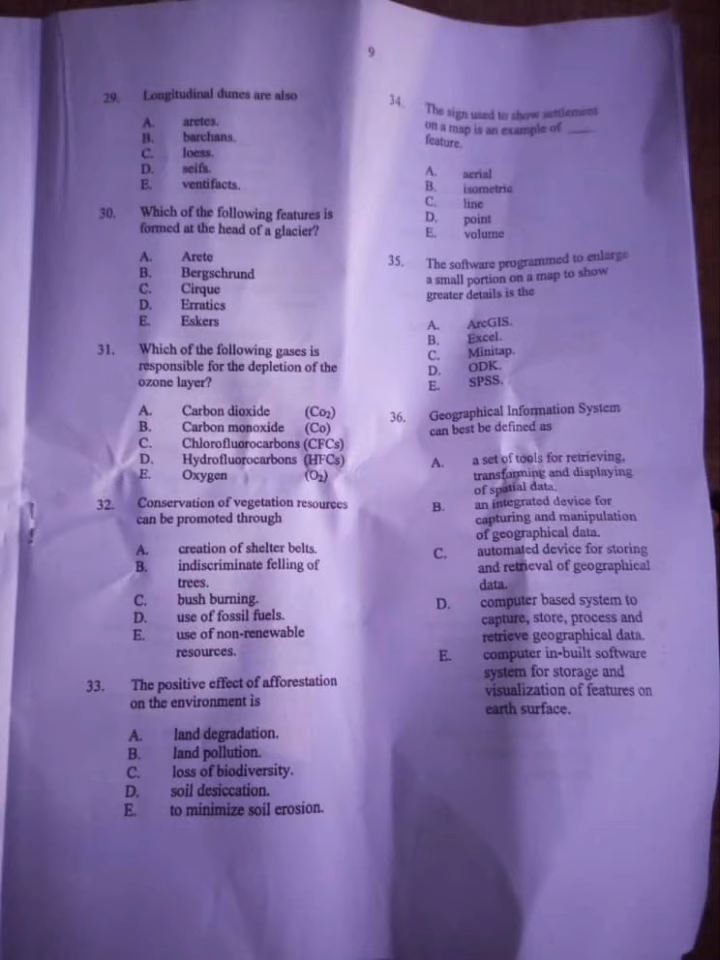 9
29. Longitudinal dunes are also
A. aretes.
B. barchans.
C. loess.
D. seifs.
E. ventifacts.
30. Which of the following features is
formed at the head of a glacier?
A. Arete
B. Bergschrund
C. Cirque
D. Erratics
E. Eskers
31. Which of the following gases is
responsible for the depletion of the
ozone layer?
A. Carbon dioxide (Co₂)
B. Carbon monoxide (Co)
C. Chlorofluorocarbons (CFCs)
D. Hydrofluorocarbons (HFCs)
E. Oxygen (O₂)
32. Conservation of vegetation resources
can be promoted through
A. creation of shelter belts.
B. indiscriminate felling of
trees.
C. bush burning.
D. use of fossil fuels.
E. use of non-renewable
resources.
33. The positive effect of afforestation
on the environment is
A. land degradation.
B. land pollution.
C. loss of biodiversity.
D. soil desiccation.
E. to minimize soil erosion.
34. The sign used to show settlement
on a map is an example of ____
feature.
A. aerial
B. isometric
C. line
D. point
E. volume
35. The software programmed to enlarge
a small portion on a map to show
greater details is the
A. ArcGIS.
B. Excel.
C. Minitap.
D. ODK.
E. SPSS.
36. Geographical Information System
can best be defined as
A. a set of tools for retrieving,
transforming and displaying
of spatial data.
B. an integrated device for
capturing and manipulation
of geographical data.
C. automated device for storing
and retrieval of geographical
data.
D. computer based system to
capture, store, process and
retrieve geographical data.
E. computer in-built software
system for storage and
visualization of features on
earth surface.